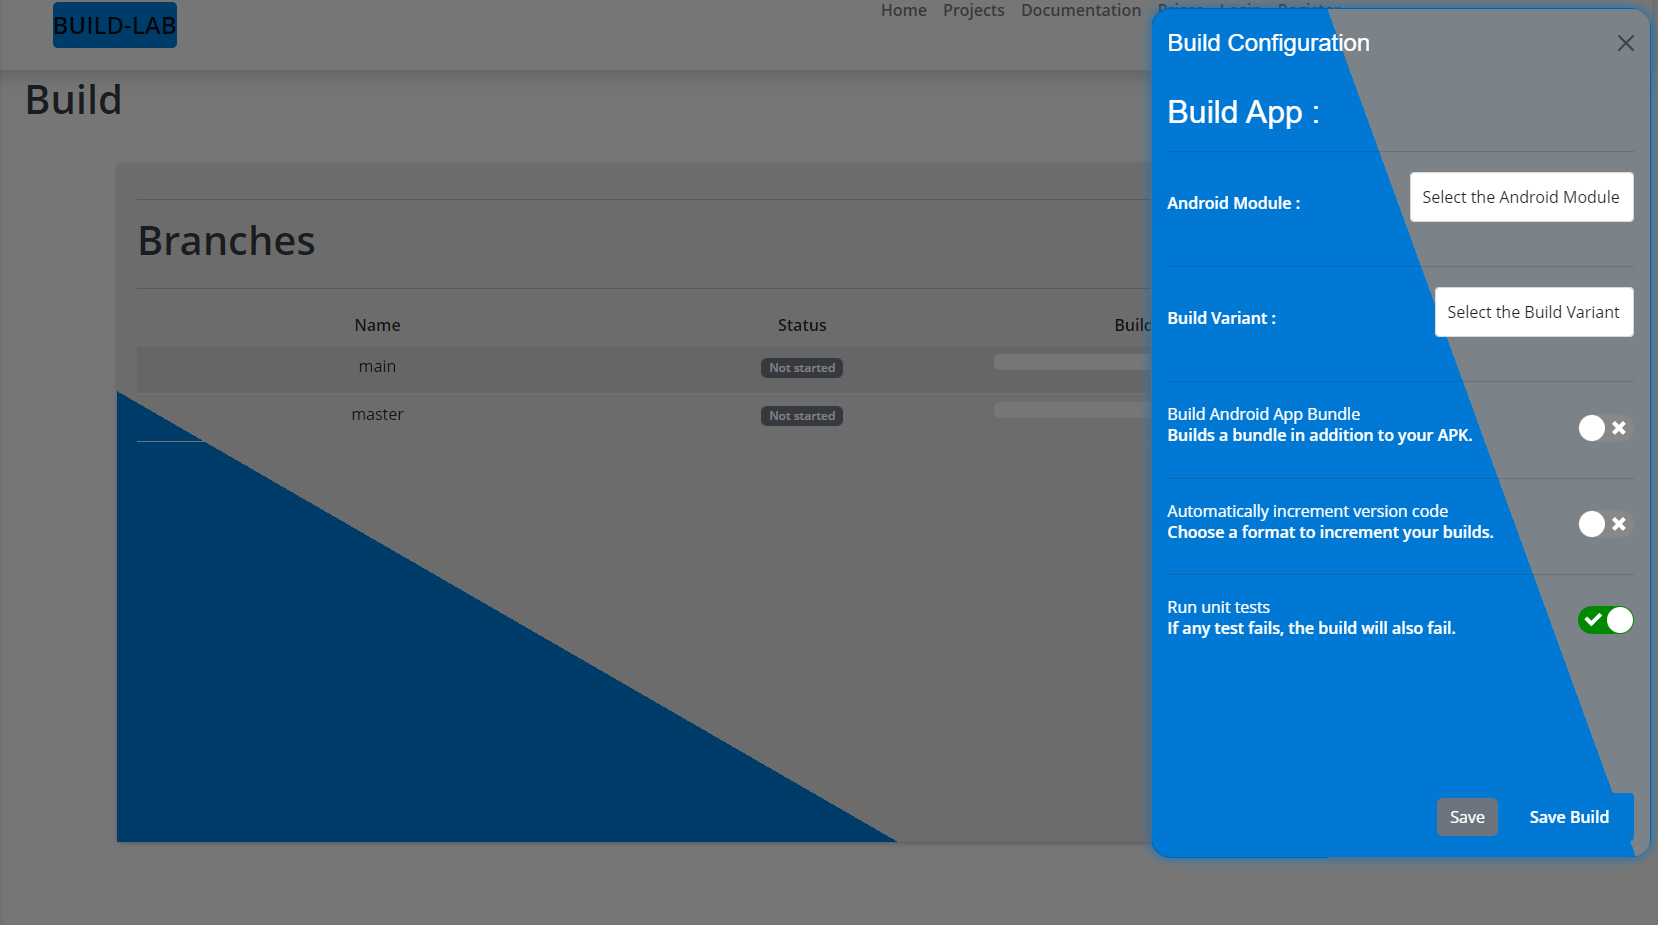 BUILD-LAB
Home Projects Documentation Prices Login Register
Build
Branches
Name Status Build
main Not started
master Not started
Build Configuration
Build App :
Android Module : Select the Android Module
Build Variant : Select the Build Variant
Build Android App Bundle
Builds a bundle in addition to your APK.
Automatically increment version code
Choose a format to increment your builds.
Run unit tests
If any test fails, the build will also fail.
Save Save Build